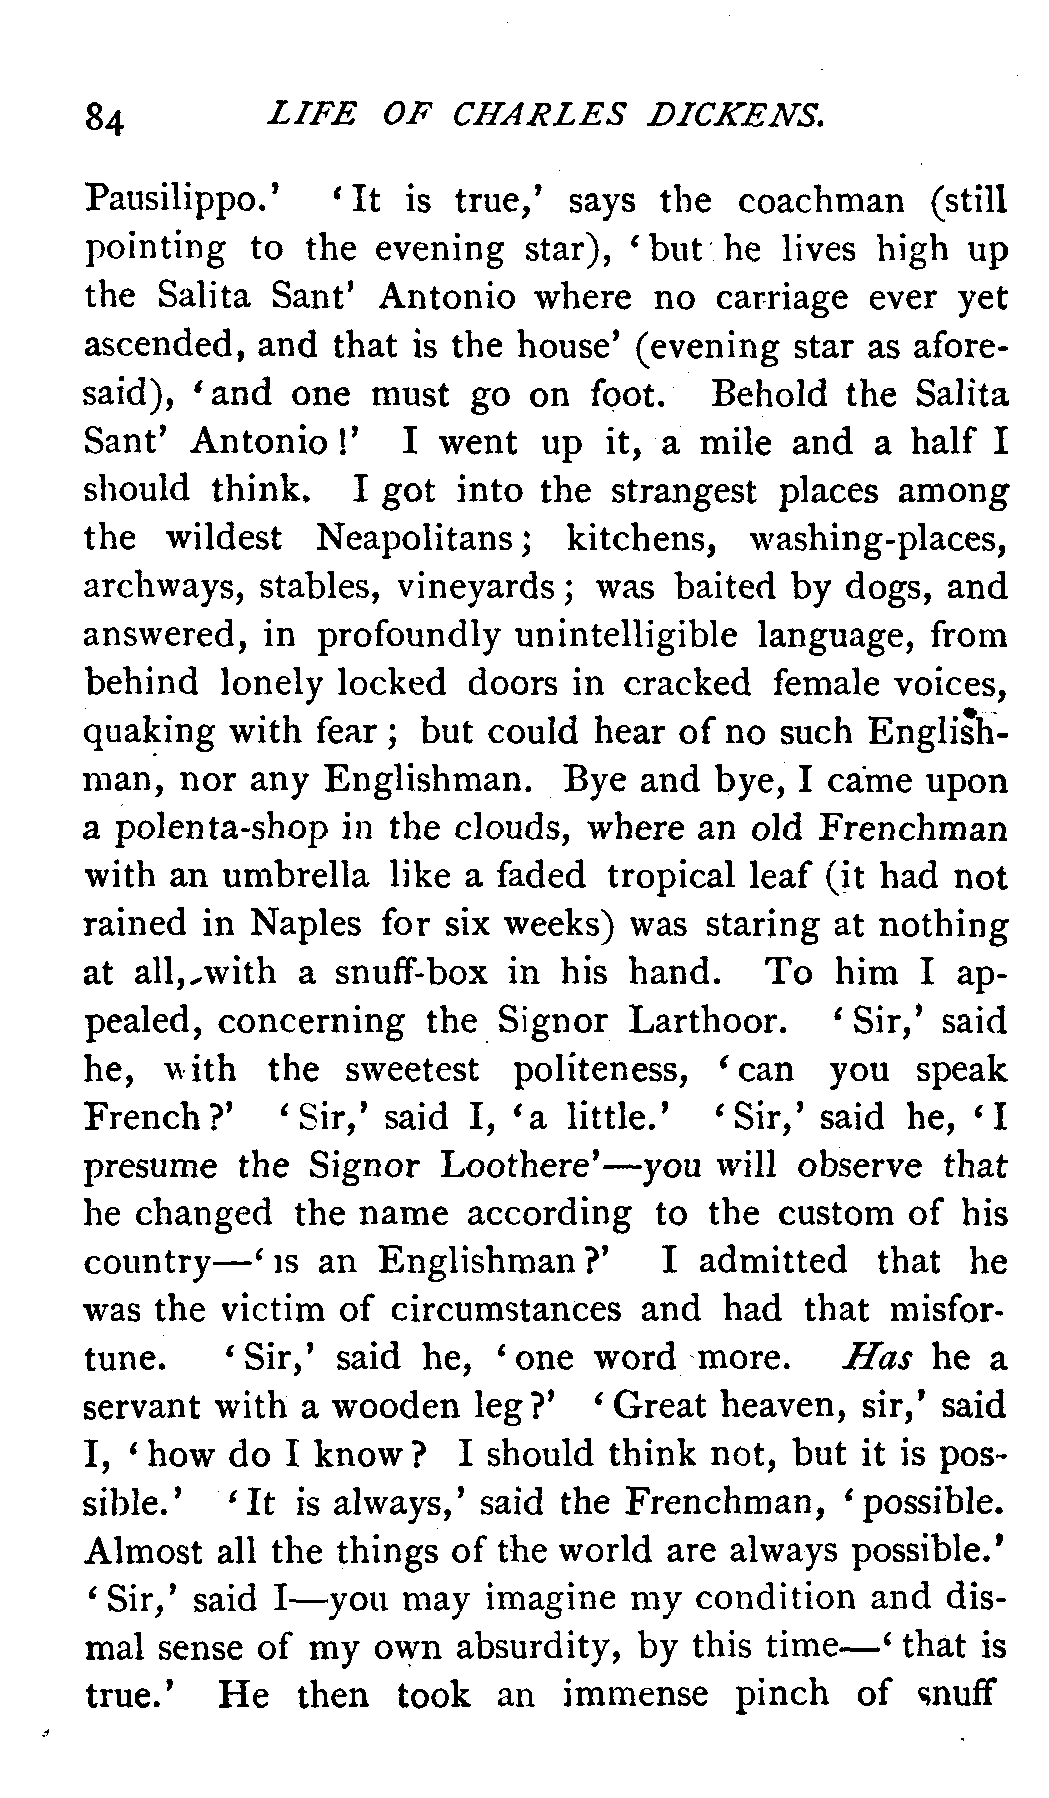 84 LIFE OF CHARLES DICKENS.
Pausilippo.' 'It is true,' says the coachman (still
pointing to the evening star), 'but he lives high up
the Salita Sant' Antonio where no carriage ever yet
ascended, and that is the house' (evening star as afore-
said), 'and one must go on foot. Behold the Salita
Sant' Antonio!' I went up it, a mile and a half I
should think. I got into the strangest places among
the wildest Neapolitans; kitchens, washing-places,
archways, stables, vineyards; was baited by dogs, and
answered, in profoundly unintelligible language, from
behind lonely locked doors in cracked female voices,
quaking with fear; but could hear of no such English-
man, nor any Englishman. Bye and bye, I came upon
a polenta-shop in the clouds, where an old Frenchman
with an umbrella like a faded tropical leaf (it had not
rained in Naples for six weeks) was staring at nothing
at all, with a snuff-box in his hand. To him I ap-
pealed, concerning the Signor Larthoor. 'Sir,' said
he, with the sweetest politeness, 'can you speak
French?' 'Sir,' said I, 'a little.' 'Sir,' said he, 'I
presume the Signor Loothere'—you will observe that
he changed the name according to the custom of his
country—'is an Englishman?' I admitted that he
was the victim of circumstances and had that misfor-
tune. 'Sir,' said he, 'one word more. Has he a
servant with a wooden leg?' 'Great heaven, sir,' said
I, 'how do I know? I should think not, but it is pos-
sible.' 'It is always,' said the Frenchman, 'possible.
Almost all the things of the world are always possible.'
'Sir,' said I—you may imagine my condition and dis-
mal sense of my own absurdity, by this time—'that is
true.' He then took an immense pinch of snuff